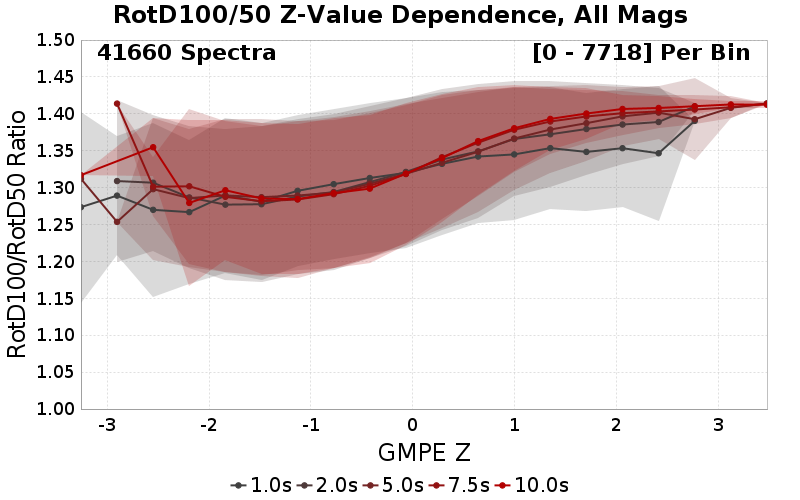 RotD100/50 Z-Value Dependence, All Mags
41660 Spectra
[0 - 7718] Per Bin
RotD100/RotD50 Ratio
1.50
1.45
1.40
1.35
1.30
1.25
1.20
1.15
1.10
1.05
1.00
-3 -2 -1 0 1 2 3
GMPE Z
1.0s 2.0s 5.0s 7.5s 10.0s